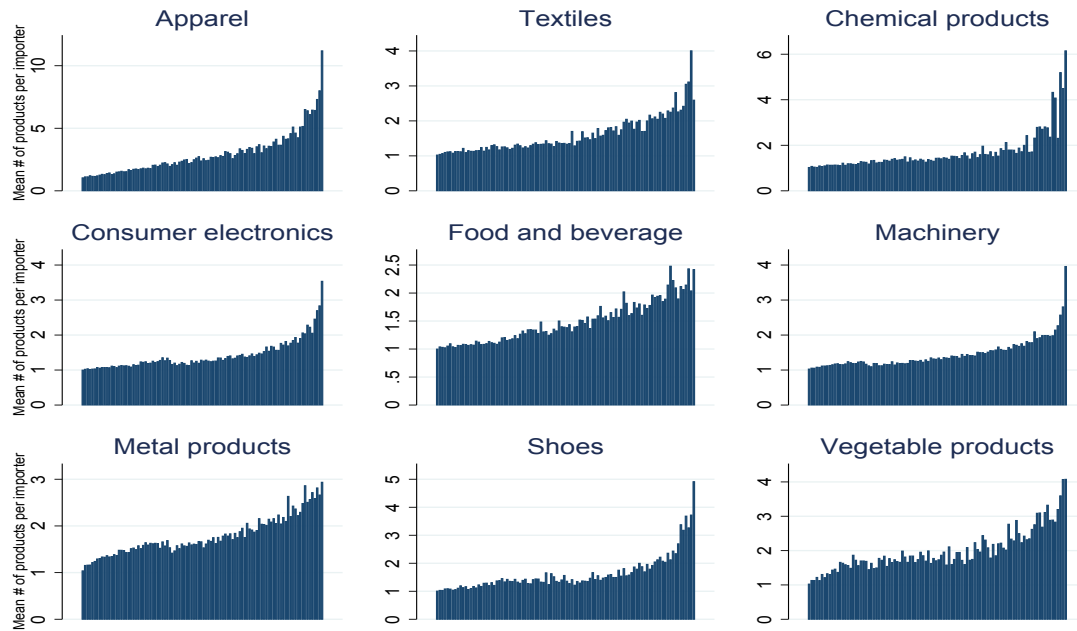 Apparel
Mean # of products per importer
0 5 10
Textiles
0 1 2 3 4
Chemical products
0 2 4 6
Consumer electronics
Mean # of products per importer
0 1 2 3 4
Food and beverage
0 .5 1 1.5 2 2.5
Machinery
0 1 2 3 4
Metal products
Mean # of products per importer
0 1 2 3
Shoes
0 1 2 3 4 5
Vegetable products
0 1 2 3 4